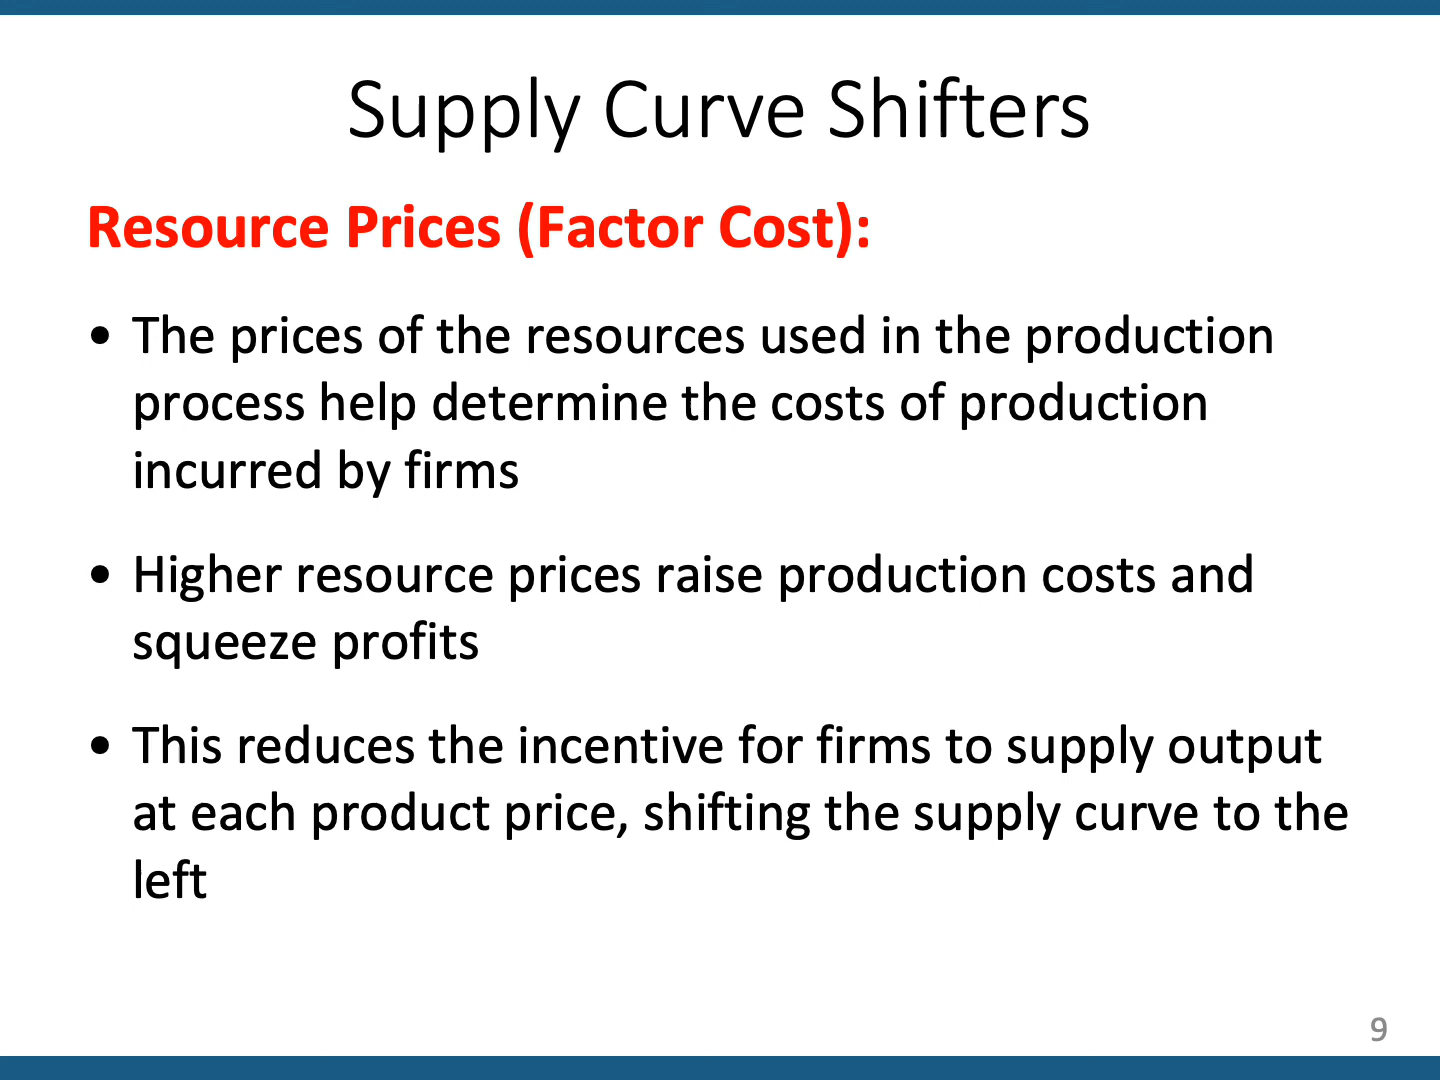 Supply Curve Shifters
Resource Prices (Factor Cost):
• The prices of the resources used in the production
process help determine the costs of production
incurred by firms
• Higher resource prices raise production costs and
squeeze profits
• This reduces the incentive for firms to supply output
at each product price, shifting the supply curve to the
left
9